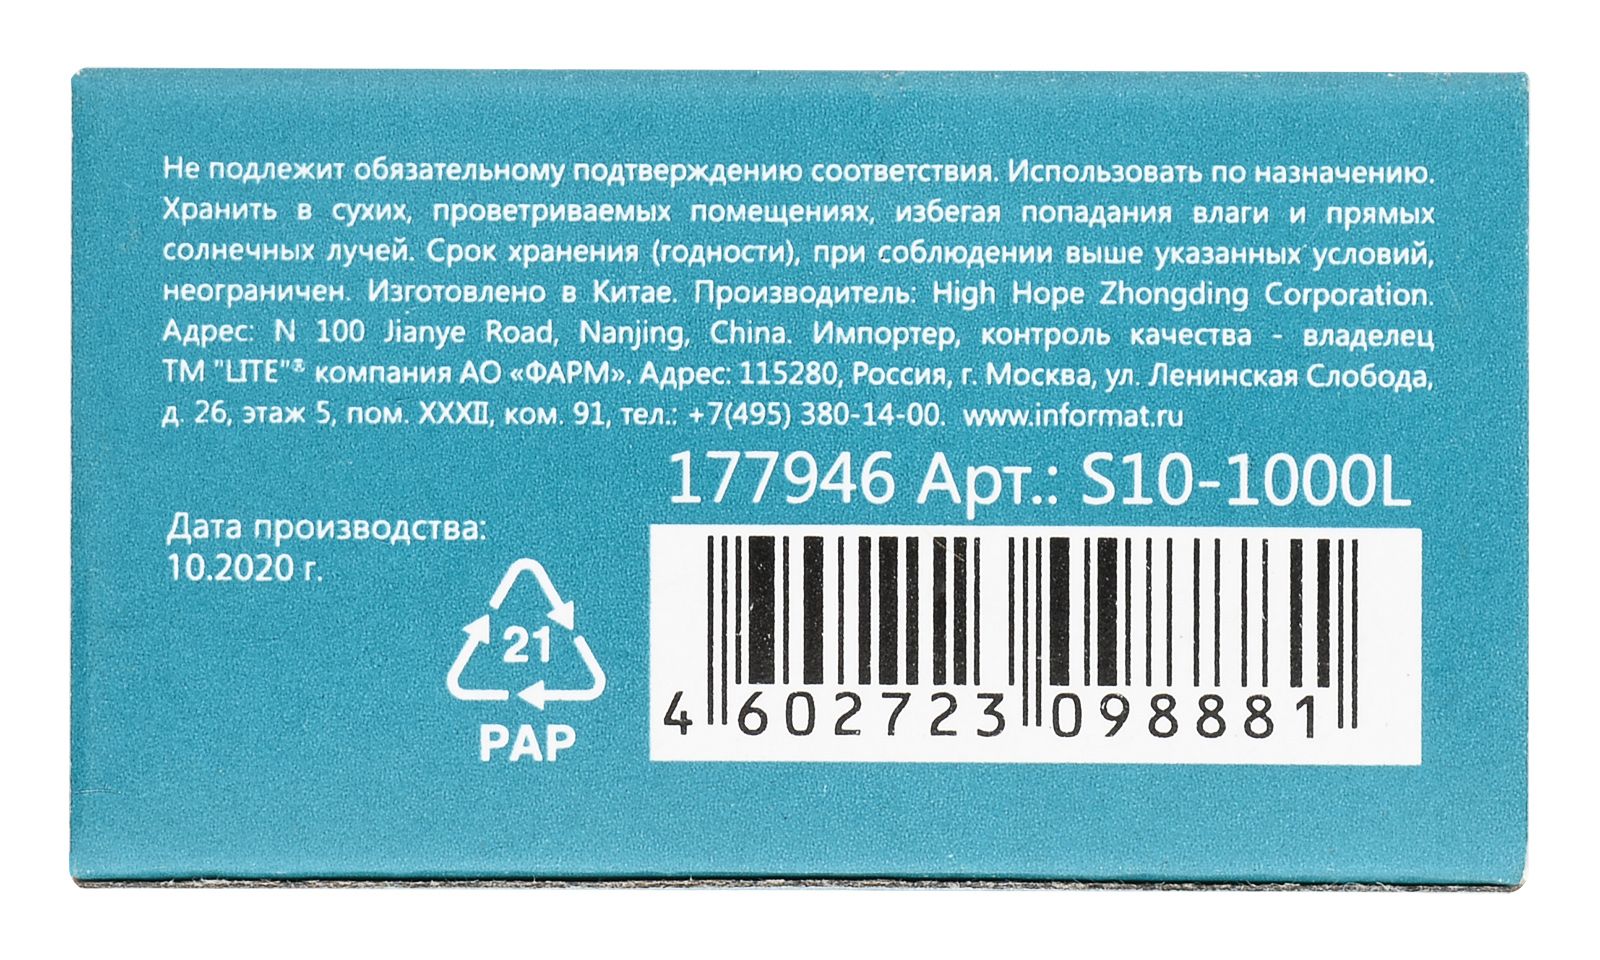 Не подлежит обязательному подтверждению соответствия. Использовать по назначению.
Хранить в сухих, проветриваемых помещениях, избегая попадания влаги и прямых
солнечных лучей. Срок хранения (годности), при соблюдении выше указанных условий,
неограничен. Изготовлено в Китае. Производитель: High Hope Zhongding Corporation.
Адрес: N 100 Jianye Road, Nanjing, China. Импортер, контроль качества - владелец
ТМ "LITE"® компания АО «ФАРМ». Адрес: 115280, Россия, г. Москва, ул. Ленинская Слобода,
д. 26, этаж 5, пом. XXXII, ком. 91, тел.: +7(495) 380-14-00. www.informat.ru
177946 Арт.: S10-1000L
Дата производства:
10.2020 г.
21
PAP
4 602723 098881